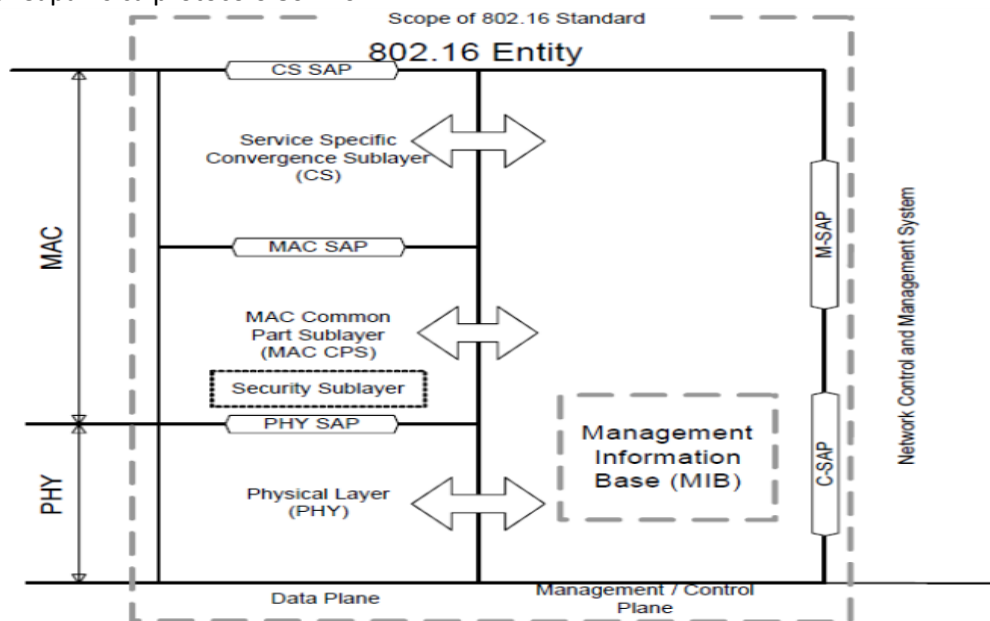 Scope of 802.16 Standard
802.16 Entity
CS SAP
Service Specific
Convergence Sublayer
(CS)
MAC SAP
MAC Common
Part Sublayer
(MAC CPS)
Security Sublayer
PHY SAP
Physical Layer
(PHY)
Data Plane
MAC
PHY
Management
Information
Base (MIB)
Management / Control
Plane
M-SAP
C-SAP
Network Control and Management System